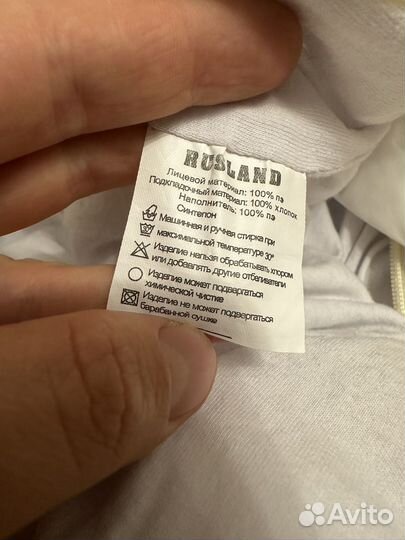 RUSLAND
Лицевой материал: 100% пэ
Подкладочный материал: 100% хлопок
Наполнитель: 100% пэ
Синтепон
Машинная и ручная стирка при
максимальной температуре 30°
Изделие нельзя обрабатывать хлором
или добавлять другие отбеливатели
Изделие может подвергаться
химической чистке
Изделие не может подвергаться
барабанной сушке
Avito